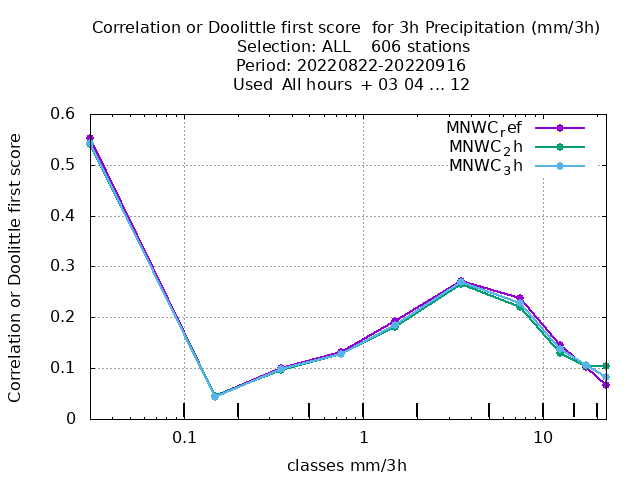 Correlation or Doolittle first score  for 3h Precipitation (mm/3h)
Selection: ALL    606 stations
Period: 20220822-20220916
Used  All hours  + 03 04 ... 12
MNWC_ref
MNWC_2h
MNWC_3h
Correlation or Doolittle first score
0.6
0.5
0.4
0.3
0.2
0.1
0
0.1
1
10
classes mm/3h